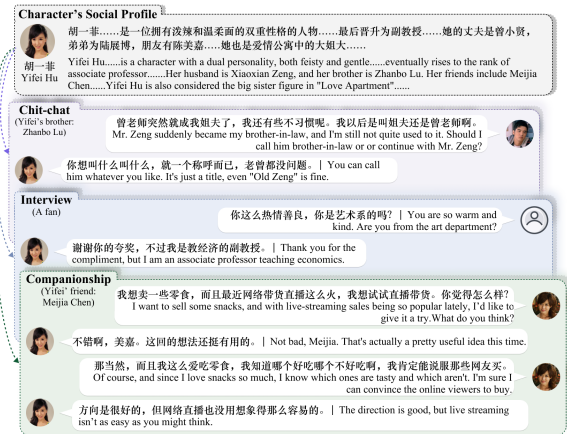 Character's Social Profile
胡一菲
Yifei Hu
胡一菲……是一位拥有泼辣和温柔面的双重性格的人物……最后晋升为副教授……她的丈夫是曾小贤，
弟弟为陆展博，朋友有陈美嘉……她也是爱情公寓中的大姐大……
Yifei Hu......is a character with a dual personality, both feisty and gentle......eventually rises to the rank of
associate professor......Her husband is Xiaoxian Zeng, and her brother is Zhanbo Lu. Her friends include Meijia
Chen......Yifei Hu is also considered the big sister figure in "Love Apartment"......
Chit-chat
(Yifei's brother:
Zhanbo Lu)
曾老师突然就成我姐夫了，我还有些不习惯呢。我以后是叫姐夫还是曾老师啊。
Mr. Zeng suddenly became my brother-in-law, and I'm still not quite used to it. Should I
call him brother-in-law or or continue with Mr. Zeng?
你想叫什么叫什么，就一个称呼而已，老曾都没问题。 | You can call
him whatever you like. It's just a title, even "Old Zeng" is fine.
Interview
(A fan)
你这么热情善良，你是艺术系的吗？ | You are so warm and
kind. Are you from the art department?
谢谢你的夸奖，不过我是教经济的副教授。 | Thank you for the
compliment, but I am an associate professor teaching economics.
Companionship
(Yifei' friend:
Meijia Chen)
我想卖一些零食，而且最近网络带货直播这么火，我想试试直播带货。你觉得怎么样？
I want to sell some snacks, and with live-streaming sales being so popular lately, I'd like to
give it a try.What do you think?
不错啊，美嘉。这回的想法还挺有用的。 | Not bad, Meijia. That's actually a pretty useful idea this time.
那当然，而且我这么爱吃零食，我知道哪个好吃哪个不好吃啊，我肯定能说服那些网友买。
Of course, and since I love snacks so much, I know which ones are tasty and which aren't. I'm sure I
can convince the online viewers to buy.
方向是很好的，但网络直播也没用想象得那么容易的。 | The direction is good, but live streaming
isn't as easy as you might think.